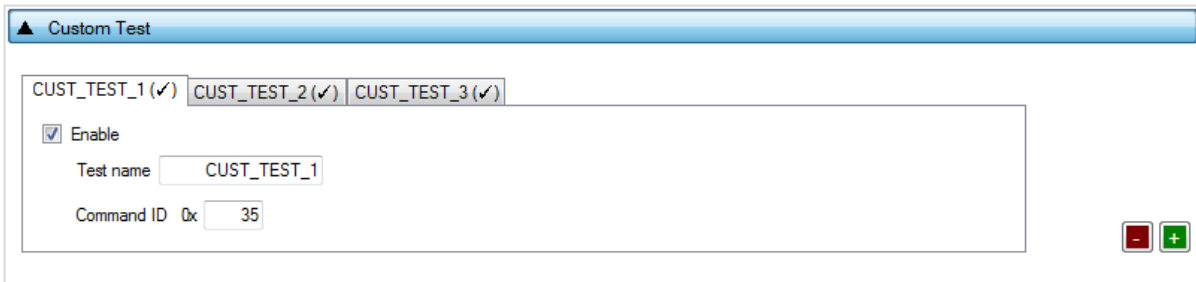 ▲ Custom Test
CUST_TEST_1 (✓) CUST_TEST_2 (✓) CUST_TEST_3 (✓)
Enable
Test name CUST_TEST_1
Command ID 0x 35
- +